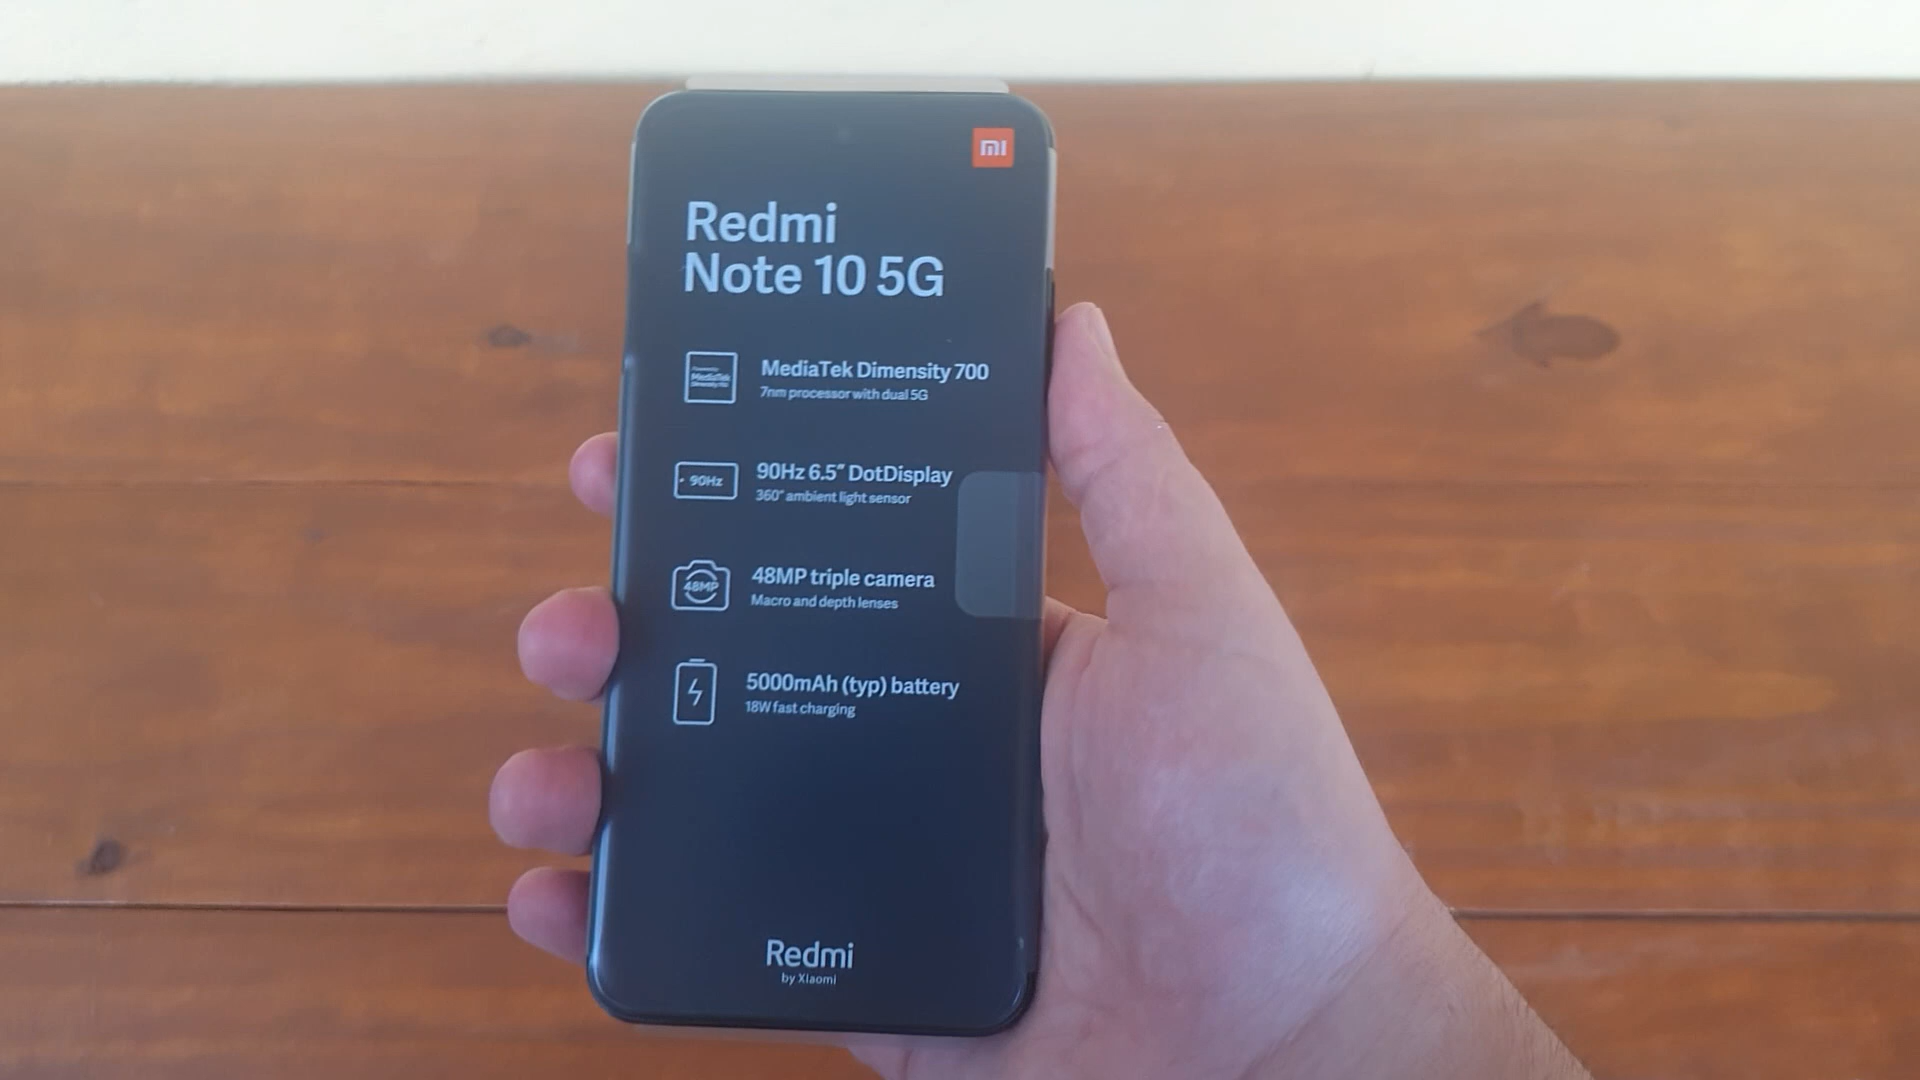 mi
Redmi
Note 10 5G
MediaTek
MediaTek Dimensity 700
7nm processor with dual 5G
90Hz
90Hz 6.5" DotDisplay
360° ambient light sensor
48MP
48MP triple camera
Macro and depth lenses
5000mAh (typ) battery
18W fast charging
Redmi
by Xiaomi